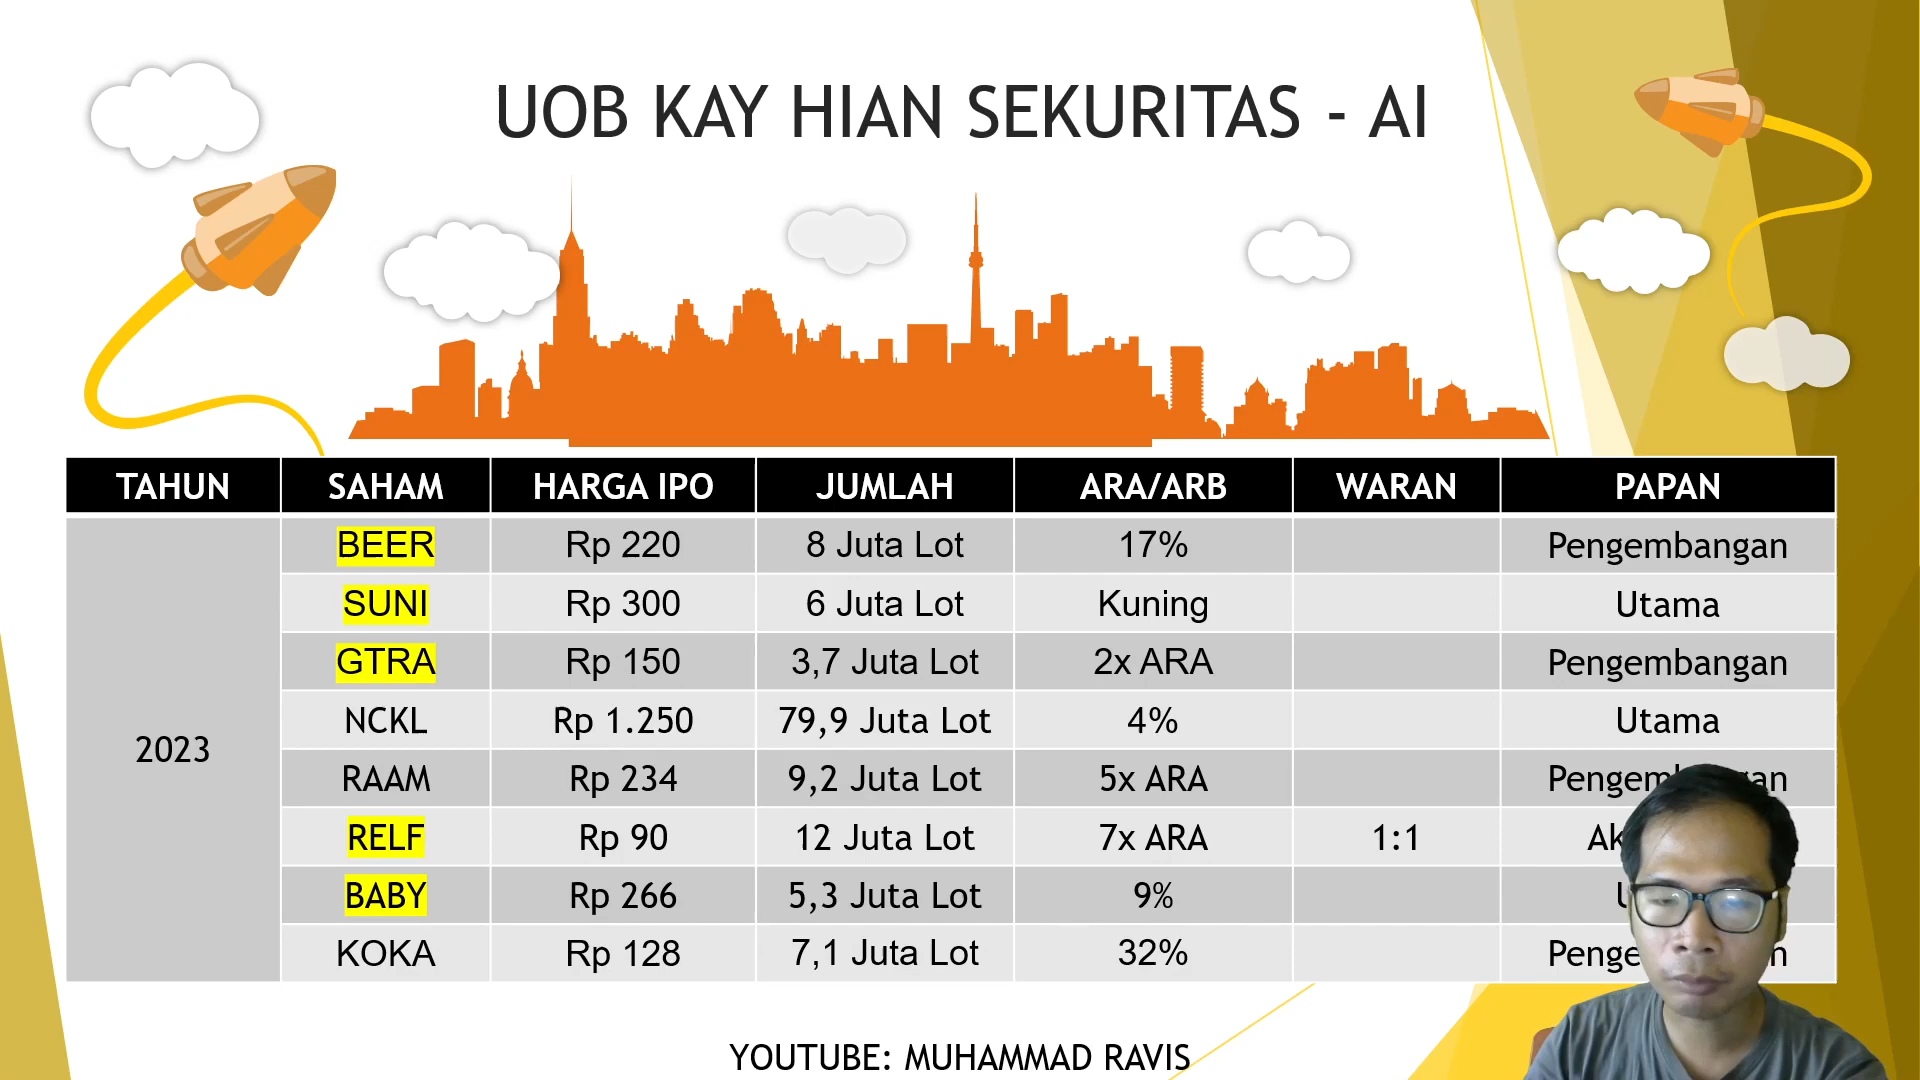 UOB KAY HIAN SEKURITAS - AI
TAHUN SAHAM HARGA IPO JUMLAH ARA/ARB WARAN PAPAN
2023
BEER Rp 220 8 Juta Lot 17% Pengembangan
SUNI Rp 300 6 Juta Lot Kuning Utama
GTRA Rp 150 3,7 Juta Lot 2x ARA Pengembangan
NCKL Rp 1.250 79,9 Juta Lot 4% Utama
RAAM Rp 234 9,2 Juta Lot 5x ARA
RELF Rp 90 12 Juta Lot 7x ARA 1:1
BABY Rp 266 5,3 Juta Lot 9%
KOKA Rp 128 7,1 Juta Lot 32%
YOUTUBE: MUHAMMAD RAVIS